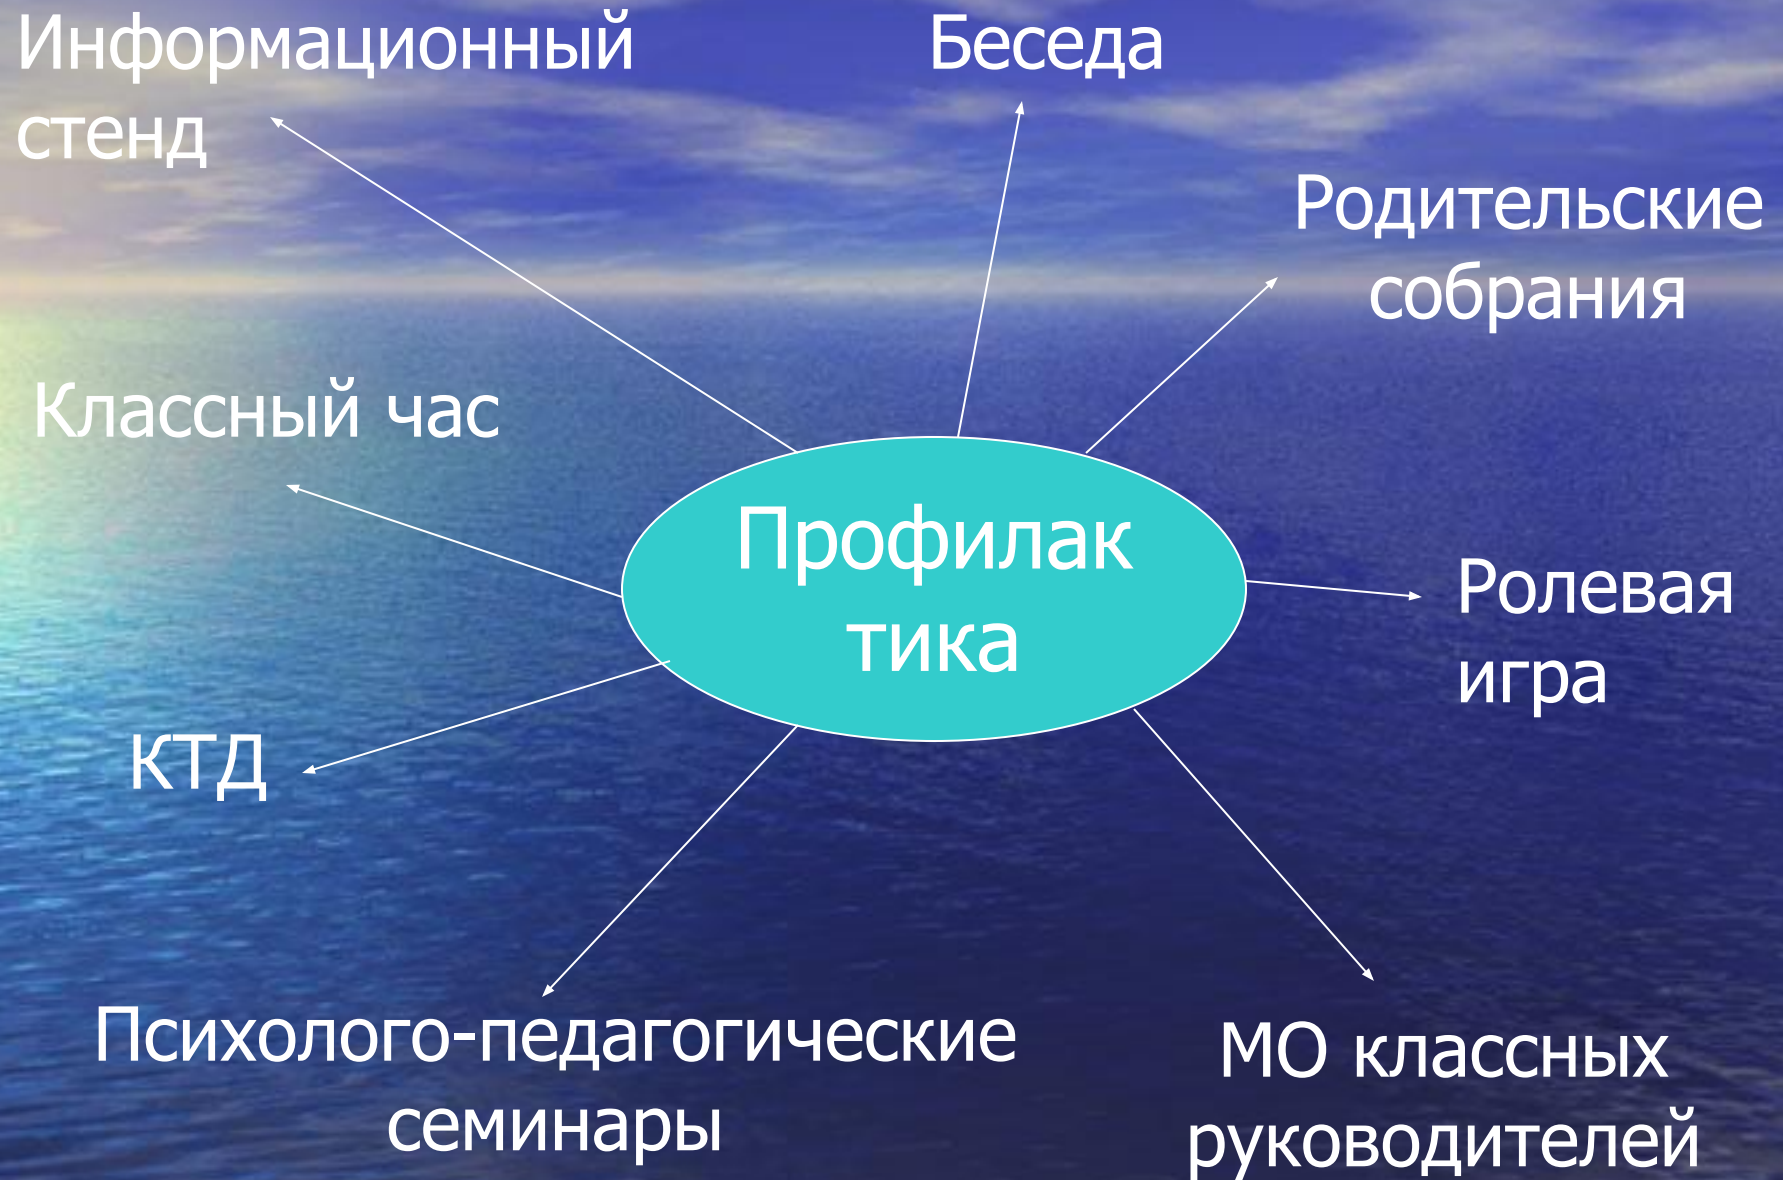 Информационный
стенд
Беседа
Родительские
собрания
Классный час
Профилак
тика
Ролевая
игра
КТД
Психолого-педагогические
семинары
МО классных
руководителей